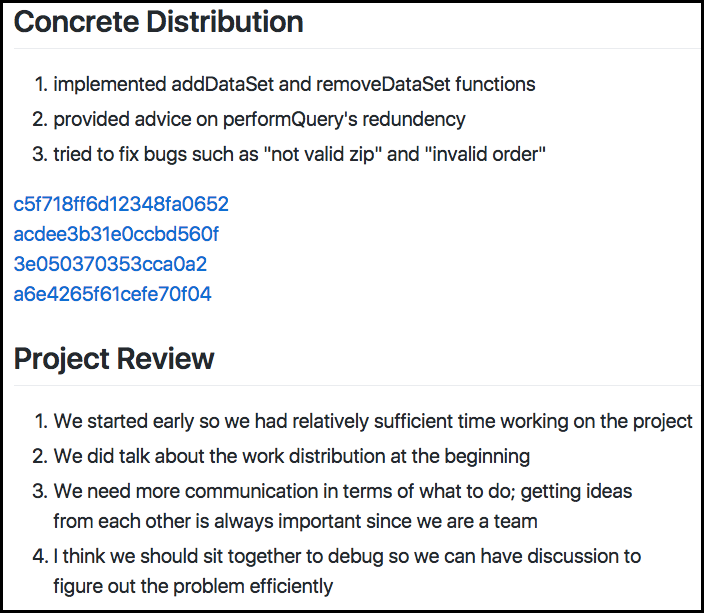 Concrete Distribution
1. implemented addDataSet and removeDataSet functions
2. provided advice on performQuery's redundency
3. tried to fix bugs such as "not valid zip" and "invalid order"
c5f718ff6d12348fa0652
acdee3b31e0ccbd560f
3e050370353cca0a2
a6e4265f61cefe70f04
Project Review
1. We started early so we had relatively sufficient time working on the project
2. We did talk about the work distribution at the beginning
3. We need more communication in terms of what to do; getting ideas
from each other is always important since we are a team
4. I think we should sit together to debug so we can have discussion to
figure out the problem efficiently